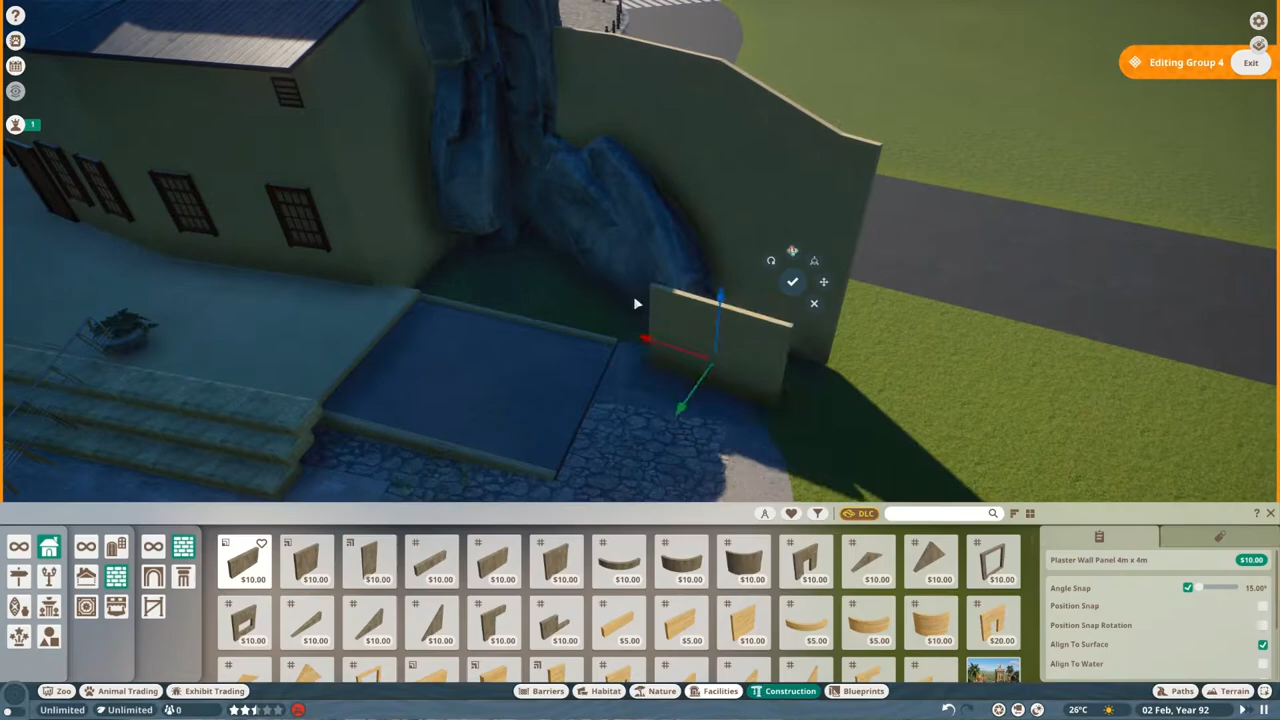 ?
Editing Group 4
Exit
1
DLC
? ×
$10.00 $10.00 $10.00 $10.00 $10.00 $10.00 $10.00 $10.00 $10.00 $10.00 $10.00 $10.00
$10.00 $10.00 $10.00 $10.00 $10.00 $10.00 $5.00 $5.00 $10.00 $5.00 $5.00 $10.00 $20.00
Plaster Wall Panel 4m x 4m $10.00
Angle Snap 15.00°
Position Snap
Position Snap Rotation
Align To Surface
Align To Water
Zoo Animal Trading Exhibit Trading Barriers Habitat Nature Facilities Construction Blueprints Paths Terrain
Unlimited Unlimited 0 26°C 02 Feb, Year 92